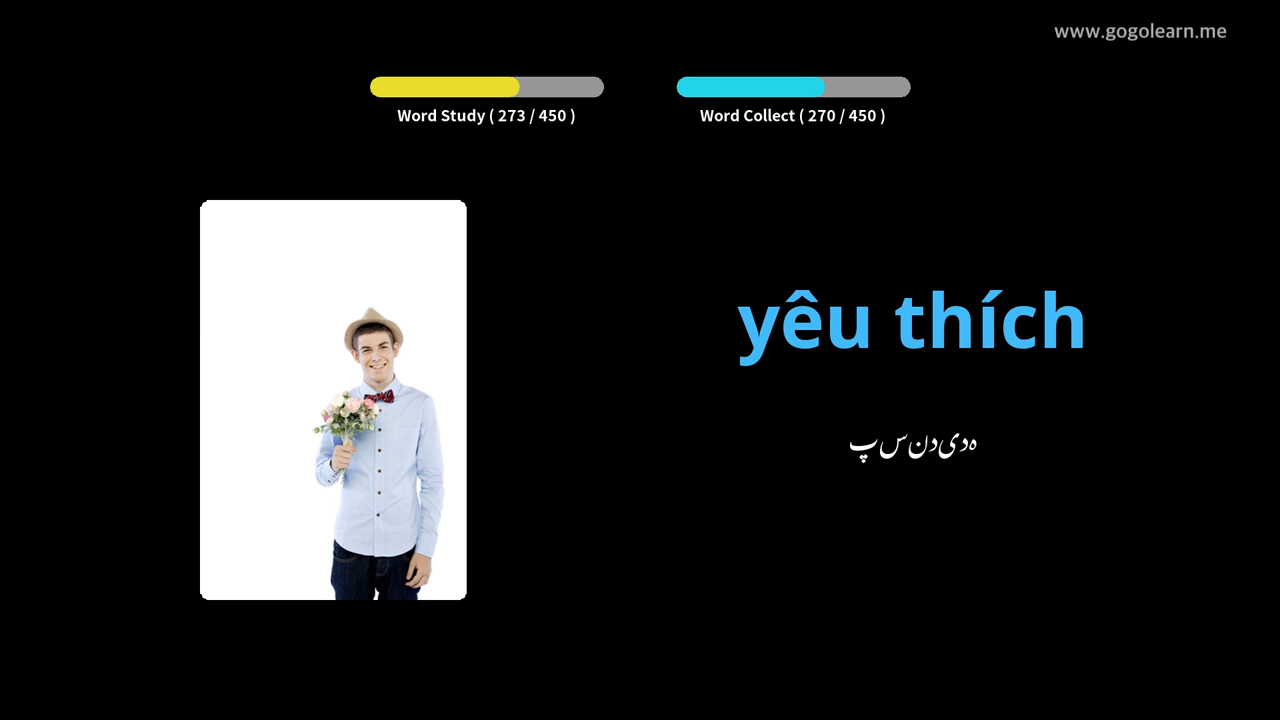 www.gogolearn.me
Word Study ( 273 / 450 )
Word Collect ( 270 / 450 )
yêu thích
پسندیدہ